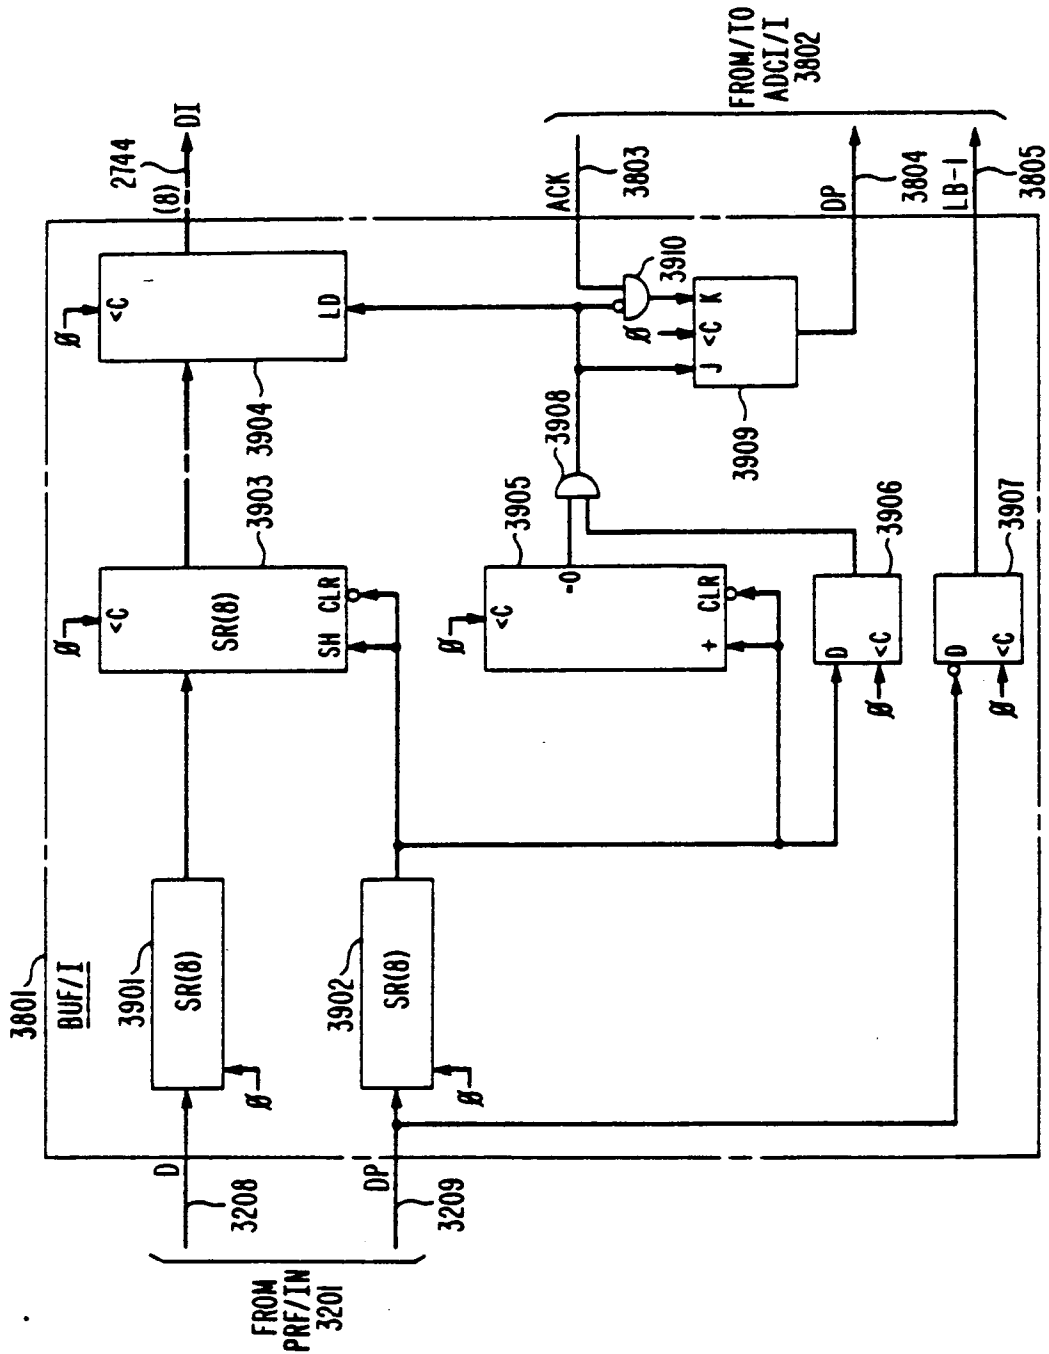 3801
BUF/I
FROM
PRF/IN
3201
D
3208
DP
3209
3901
SR(8)
Ø
3902
SR(8)
Ø
Ø
<C
SR(8)
SH CLR
3903
Ø
<C
LD
3904
(8)
2744
DI
Ø
<C
=0
+ CLR
3905
3908
D
<C
Ø
3906
D
<C
Ø
3907
J <C K
Ø
3909
3910
ACK
3803
DP
3804
LB-1
3805
FROM/TO
ADCI/I
3802